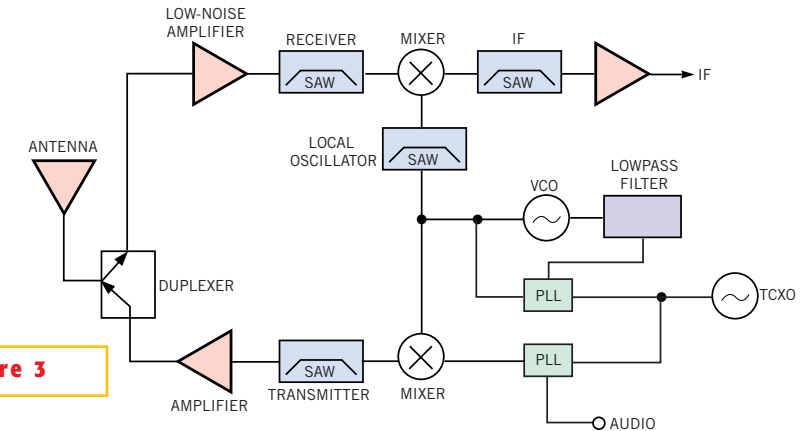 LOW-NOISE
AMPLIFIER
RECEIVER
MIXER
IF
SAW
SAW
IF
ANTENNA
LOCAL
OSCILLATOR
SAW
LOWPASS
FILTER
VCO
DUPLEXER
PLL
TCXO
re 3
PLL
SAW
AMPLIFIER
TRANSMITTER
MIXER
AUDIO